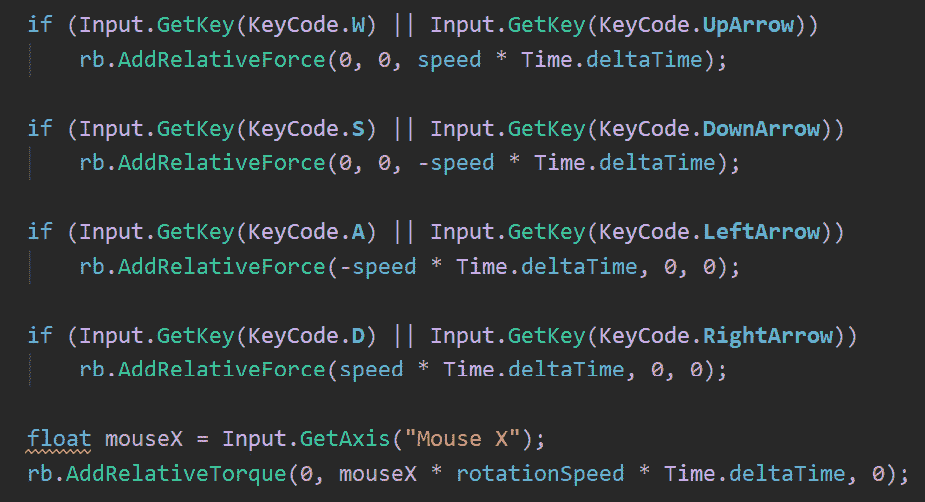 if (Input.GetKey(KeyCode.W) || Input.GetKey(KeyCode.UpArrow))
rb.AddRelativeForce(0, 0, speed * Time.deltaTime);
if (Input.GetKey(KeyCode.S) || Input.GetKey(KeyCode.DownArrow))
rb.AddRelativeForce(0, 0, -speed * Time.deltaTime);
if (Input.GetKey(KeyCode.A) || Input.GetKey(KeyCode.LeftArrow))
rb.AddRelativeForce(-speed * Time.deltaTime, 0, 0);
if (Input.GetKey(KeyCode.D) || Input.GetKey(KeyCode.RightArrow))
rb.AddRelativeForce(speed * Time.deltaTime, 0, 0);
float mouseX = Input.GetAxis("Mouse X");
rb.AddRelativeTorque(0, mouseX * rotationSpeed * Time.deltaTime, 0);